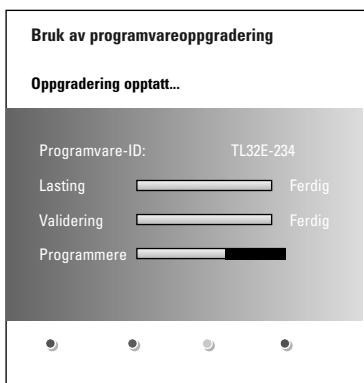 Bruk av programvareoppgradering
Oppgradering opptatt...
Programvare-ID: TL32E-234
Lasting Ferdig
Validering Ferdig
Programmere